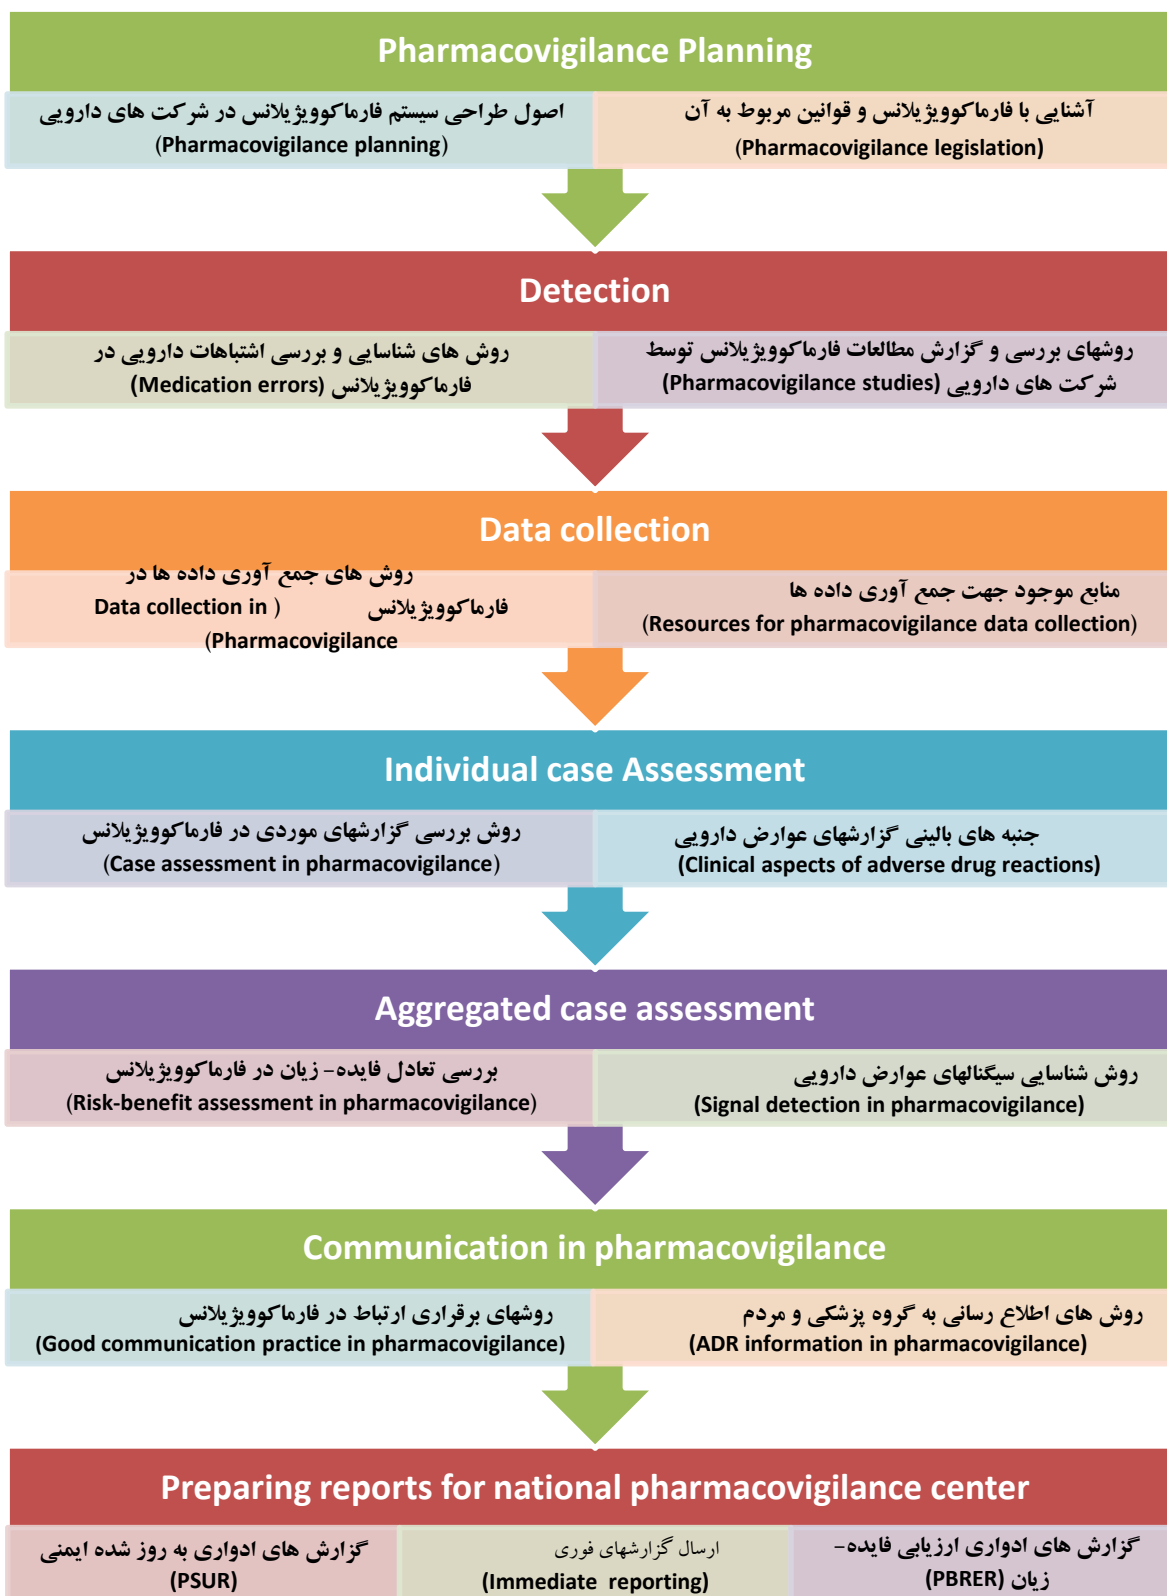 Pharmacovigilance Planning
آشنایی با فارماکوویژیلانس و قوانین مربوط به آن
(Pharmacovigilance legislation)
اصول طراحی سیستم فارماکوویژیلانس در شرکت های دارویی
(Pharmacovigilance planning)
Detection
روشهای بررسی و گزارش مطالعات فارماکوویژیلانس توسط
شرکت های دارویی (Pharmacovigilance studies)
روش های شناسایی و بررسی اشتباهات دارویی در
فارماکوویژیلانس (Medication errors)
Data collection
منابع موجود جهت جمع آوری داده ها
(Resources for pharmacovigilance data collection)
روش های جمع آوری داده ها در
فارماکوویژیلانس (Data collection in
Pharmacovigilance)
Individual case Assessment
جنبه های بالینی گزارشهای عوارض دارویی
(Clinical aspects of adverse drug reactions)
روش بررسی گزارشهای موردی در فارماکوویژیلانس
(Case assessment in pharmacovigilance)
Aggregated case assessment
روش شناسایی سیگنالهای عوارض دارویی
(Signal detection in pharmacovigilance)
بررسی تعادل فایده- زیان در فارماکوویژیلانس
(Risk-benefit assessment in pharmacovigilance)
Communication in pharmacovigilance
روش های اطلاع رسانی به گروه پزشکی و مردم
(ADR information in pharmacovigilance)
روشهای برقراری ارتباط در فارماکوویژیلانس
(Good communication practice in pharmacovigilance)
Preparing reports for national pharmacovigilance center
گزارش های ادواری ارزیابی فایده-
زیان (PBRER)
ارسال گزارشهای فوری
(Immediate reporting)
گزارش های ادواری به روز شده ایمنی
(PSUR)